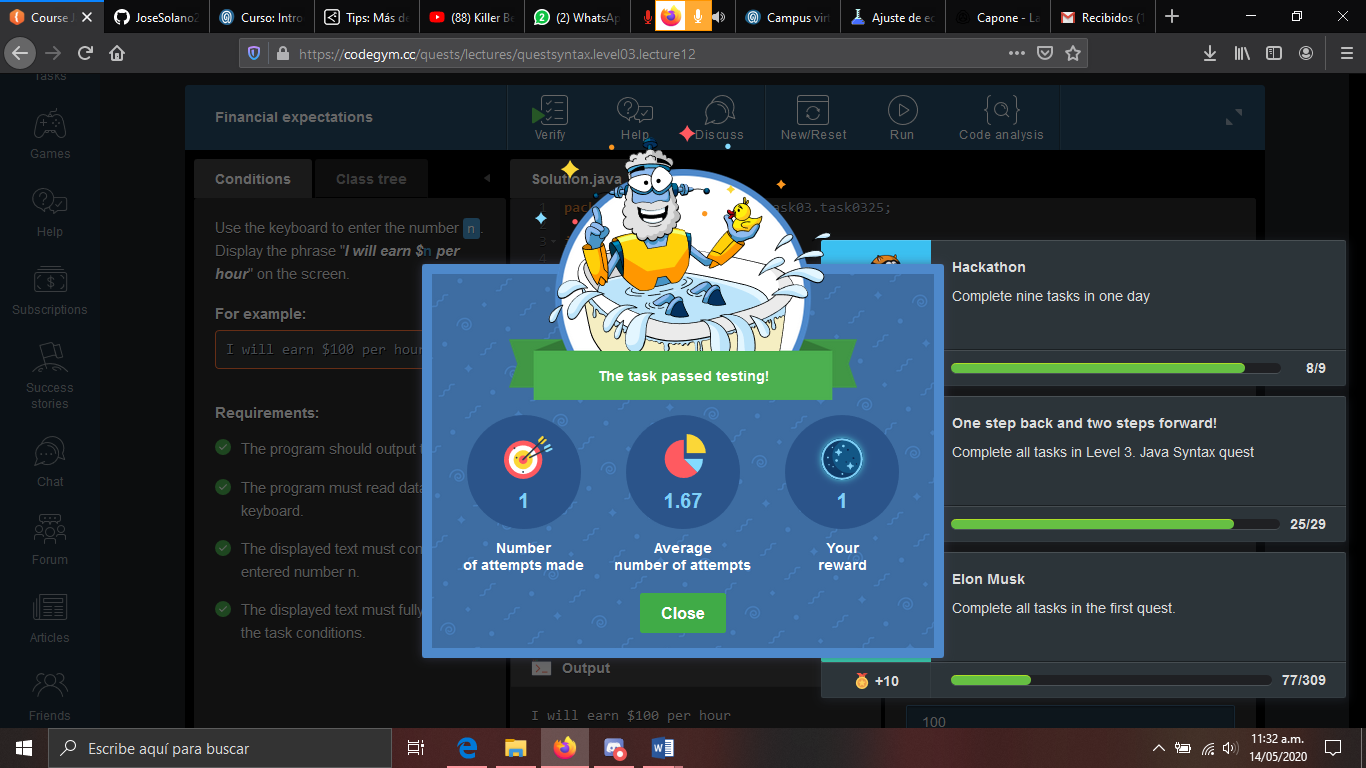 Course J
JoseSolano2
Curso: Intro
Tips: Más de
(88) Killer Be
(2) WhatsAp
Campus virt
Ajuste de ec
Capone - La
Recibidos (1
https://codegym.cc/quests/lectures/questsyntax.level03.lecture12
Tasks
Games
Help
Subscriptions
Success
stories
Chat
Forum
Articles
Friends
Financial expectations
Verify
Help
Discuss
New/Reset
Run
Code analysis
Conditions
Class tree
Use the keyboard to enter the number n.
Display the phrase "I will earn $n per
hour" on the screen.
For example:
I will earn $100 per hour
Requirements:
The program should output
The program must read data
keyboard.
The displayed text must
entered number n.
The displayed text must fully
the task conditions.
Solution.java
1
task03.task0325;
3
4
The task passed testing!
1
Number
of attempts made
1.67
Average
number of attempts
1
Your
reward
Close
Hackathon
Complete nine tasks in one day
8/9
One step back and two steps forward!
Complete all tasks in Level 3. Java Syntax quest
25/29
Elon Musk
Complete all tasks in the first quest.
+10
77/309
Output
I will earn $100 per hour
100
Escribe aquí para buscar
11:32 a.m.
14/05/2020